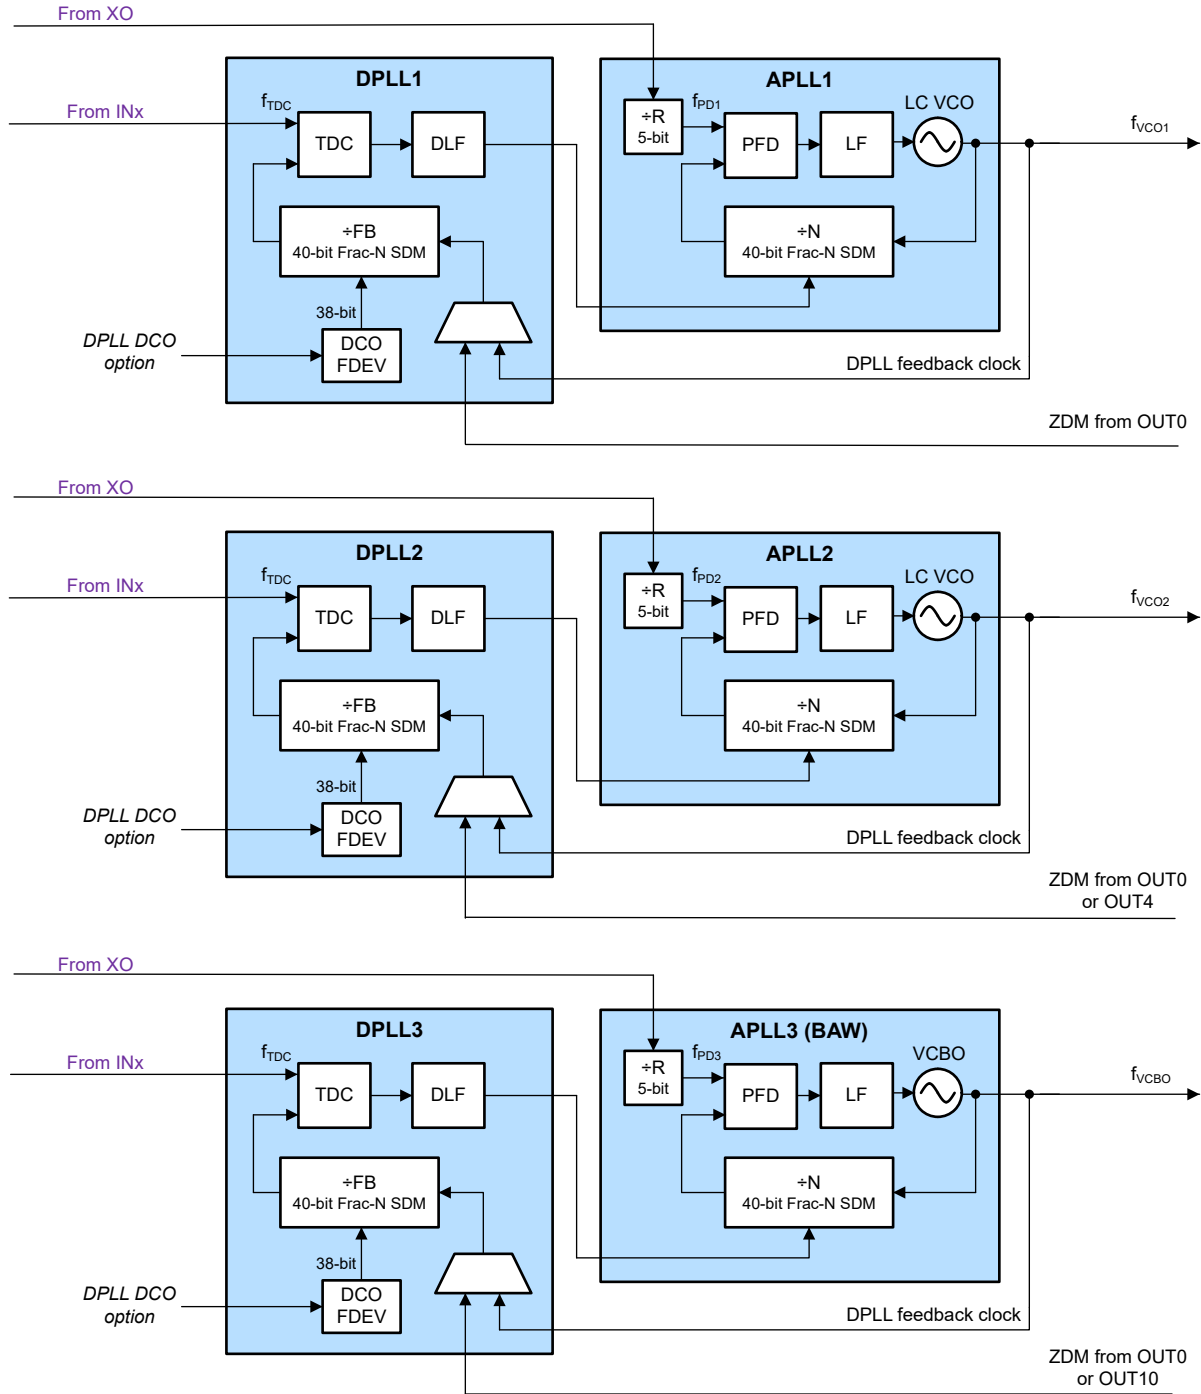 From XO
DPLL1
APLL1
From INx
fTDC
TDC
DLF
÷R
5-bit
fPD1
PFD
LF
LC VCO
fVCO1
÷FB
40-bit Frac-N SDM
÷N
40-bit Frac-N SDM
38-bit
DPLL DCO
option
DCO
FDEV
DPLL feedback clock
ZDM from OUT0
From XO
DPLL2
APLL2
From INx
fTDC
TDC
DLF
÷R
5-bit
fPD2
PFD
LF
LC VCO
fVCO2
÷FB
40-bit Frac-N SDM
÷N
40-bit Frac-N SDM
38-bit
DPLL DCO
option
DCO
FDEV
DPLL feedback clock
ZDM from OUT0
or OUT4
From XO
DPLL3
APLL3 (BAW)
From INx
fTDC
TDC
DLF
÷R
5-bit
fPD3
PFD
LF
VCBO
fVCBO
÷FB
40-bit Frac-N SDM
÷N
40-bit Frac-N SDM
38-bit
DPLL DCO
option
DCO
FDEV
DPLL feedback clock
ZDM from OUT0
or OUT10